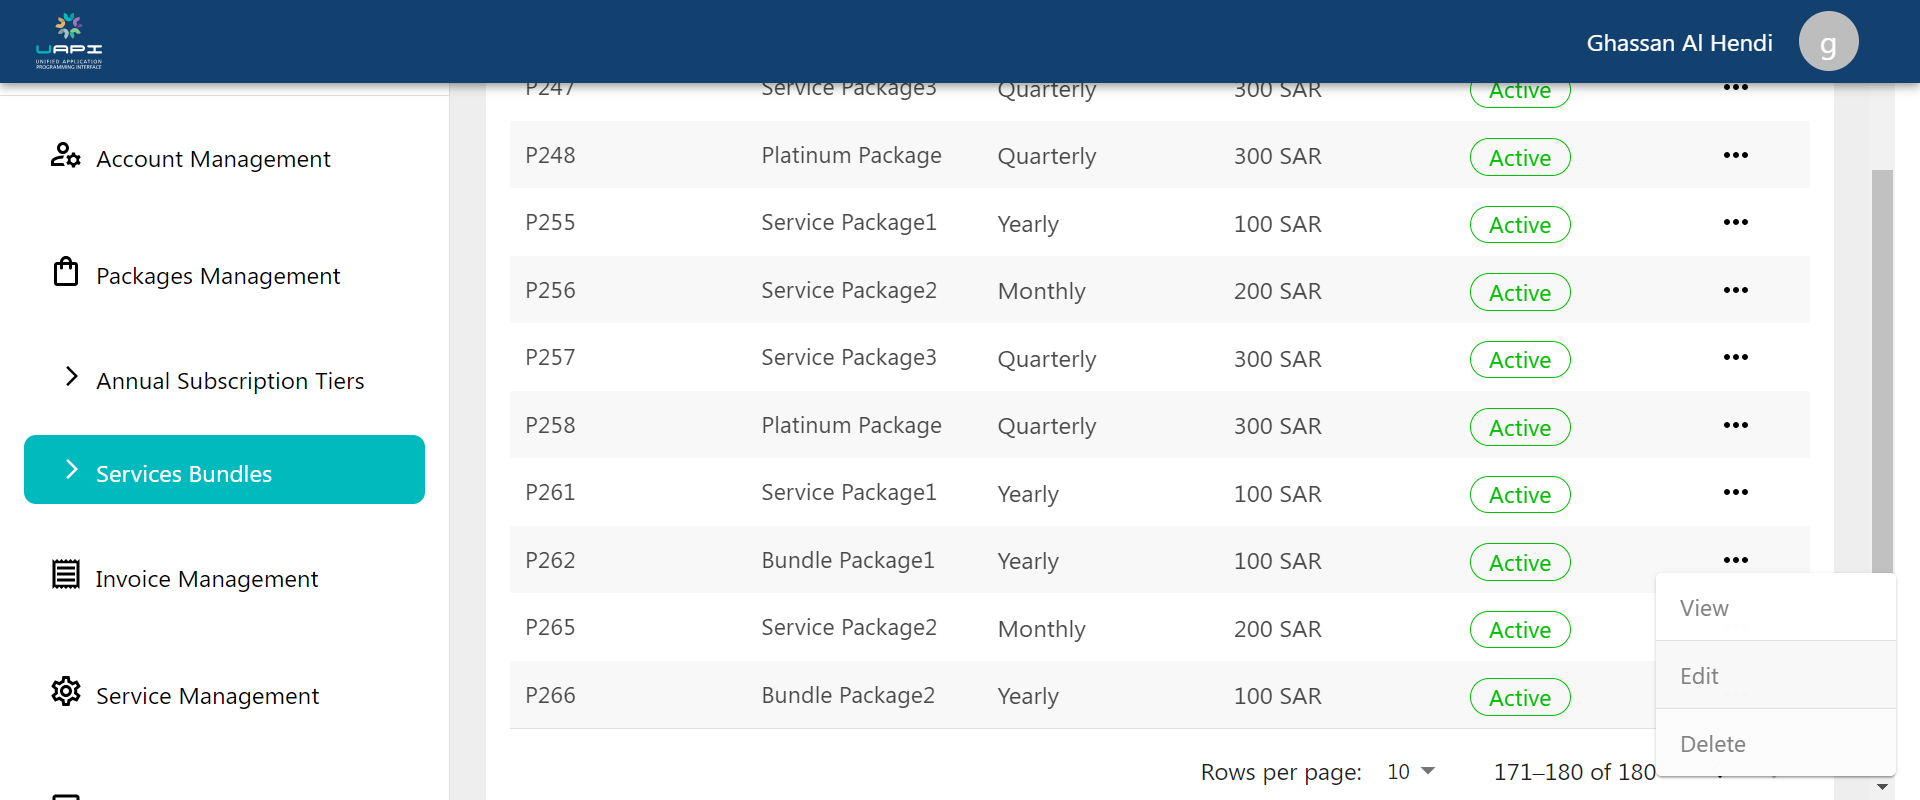 UAPI
UNIFIED APPLICATION
PROGRAMMING INTERFACE
Ghassan Al Hendi
g
Account Management
Packages Management
Annual Subscription Tiers
Services Bundles
Invoice Management
Service Management
P247 Service Package3 Quarterly 300 SAR Active
P248 Platinum Package Quarterly 300 SAR Active
P255 Service Package1 Yearly 100 SAR Active
P256 Service Package2 Monthly 200 SAR Active
P257 Service Package3 Quarterly 300 SAR Active
P258 Platinum Package Quarterly 300 SAR Active
P261 Service Package1 Yearly 100 SAR Active
P262 Bundle Package1 Yearly 100 SAR Active
P265 Service Package2 Monthly 200 SAR Active
P266 Bundle Package2 Yearly 100 SAR Active
View
Edit
Delete
Rows per page: 10 171–180 of 180